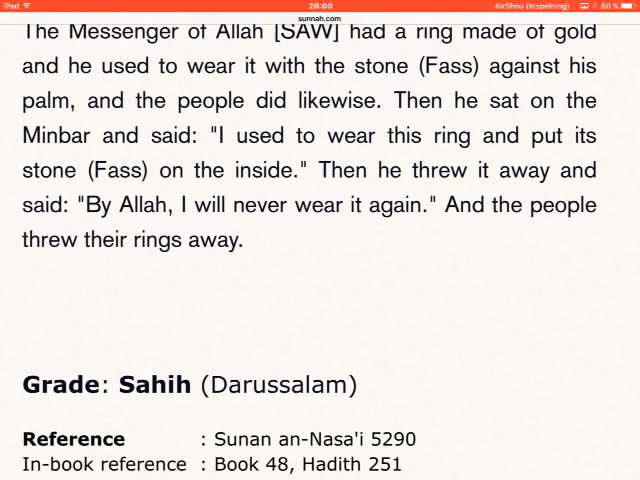 iPad 20:00 AirShou (Inspelning) 80 %
sunnah.com
The Messenger of Allah [SAW] had a ring made of gold
and he used to wear it with the stone (Fass) against his
palm, and the people did likewise. Then he sat on the
Minbar and said: "I used to wear this ring and put its
stone (Fass) on the inside." Then he threw it away and
said: "By Allah, I will never wear it again." And the people
threw their rings away.
Grade: Sahih (Darussalam)
Reference : Sunan an-Nasa'i 5290
In-book reference : Book 48, Hadith 251